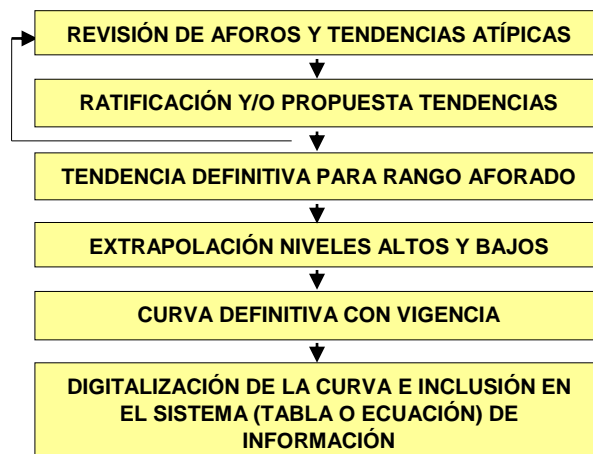 REVISIÓN DE AFOROS Y TENDENCIAS ATÍPICAS
RATIFICACIÓN Y/O PROPUESTA TENDENCIAS
TENDENCIA DEFINITIVA PARA RANGO AFORADO
EXTRAPOLACIÓN NIVELES ALTOS Y BAJOS
CURVA DEFINITIVA CON VIGENCIA
DIGITALIZACIÓN DE LA CURVA E INCLUSIÓN EN
EL SISTEMA (TABLA O ECUACIÓN) DE
INFORMACIÓN